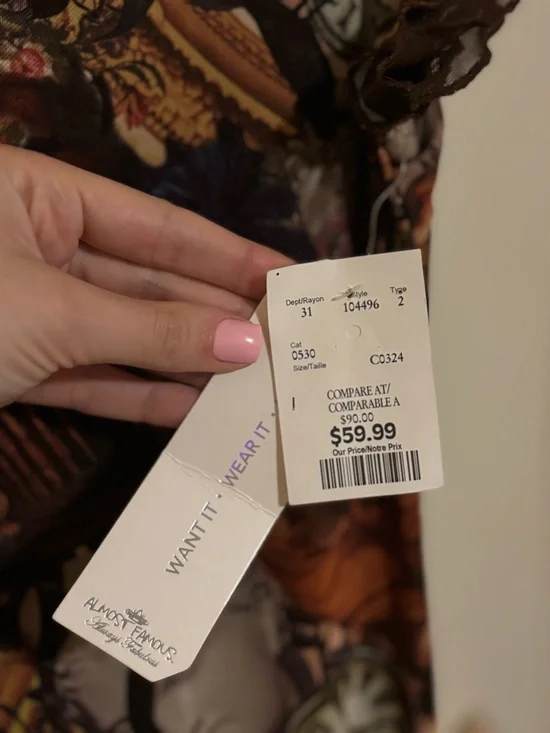 Dept/Rayon Style Type
31 104496 2
Cat
0530 C0324
Size/Taille
COMPARE AT/
COMPARABLE A
$90.00
$59.99
Our Price/Notre Prix
WANT IT · WEAR IT
ALMOST FAMOUS
Always Fabulous